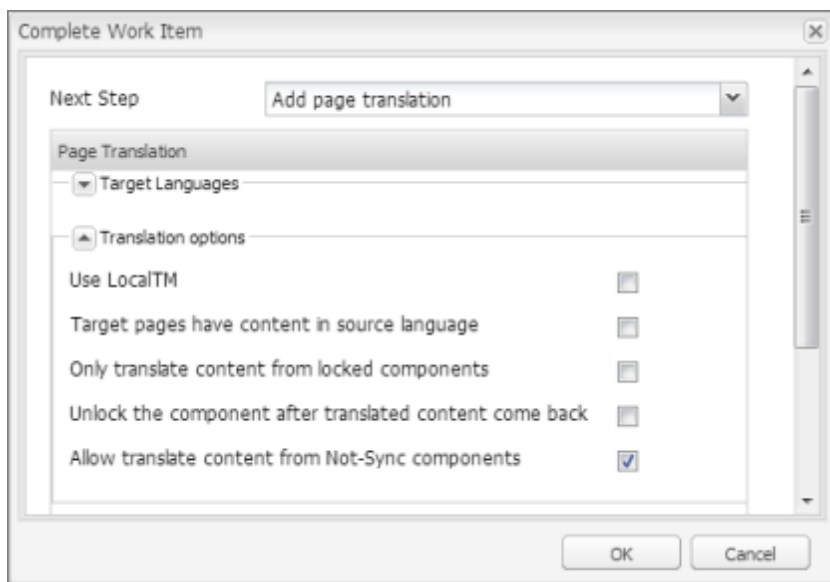 Complete Work Item
Next Step Add page translation
Page Translation
Target Languages
Translation options
Use LocalTM
Target pages have content in source language
Only translate content from locked components
Unlock the component after translated content come back
Allow translate content from Not-Sync components
OK Cancel